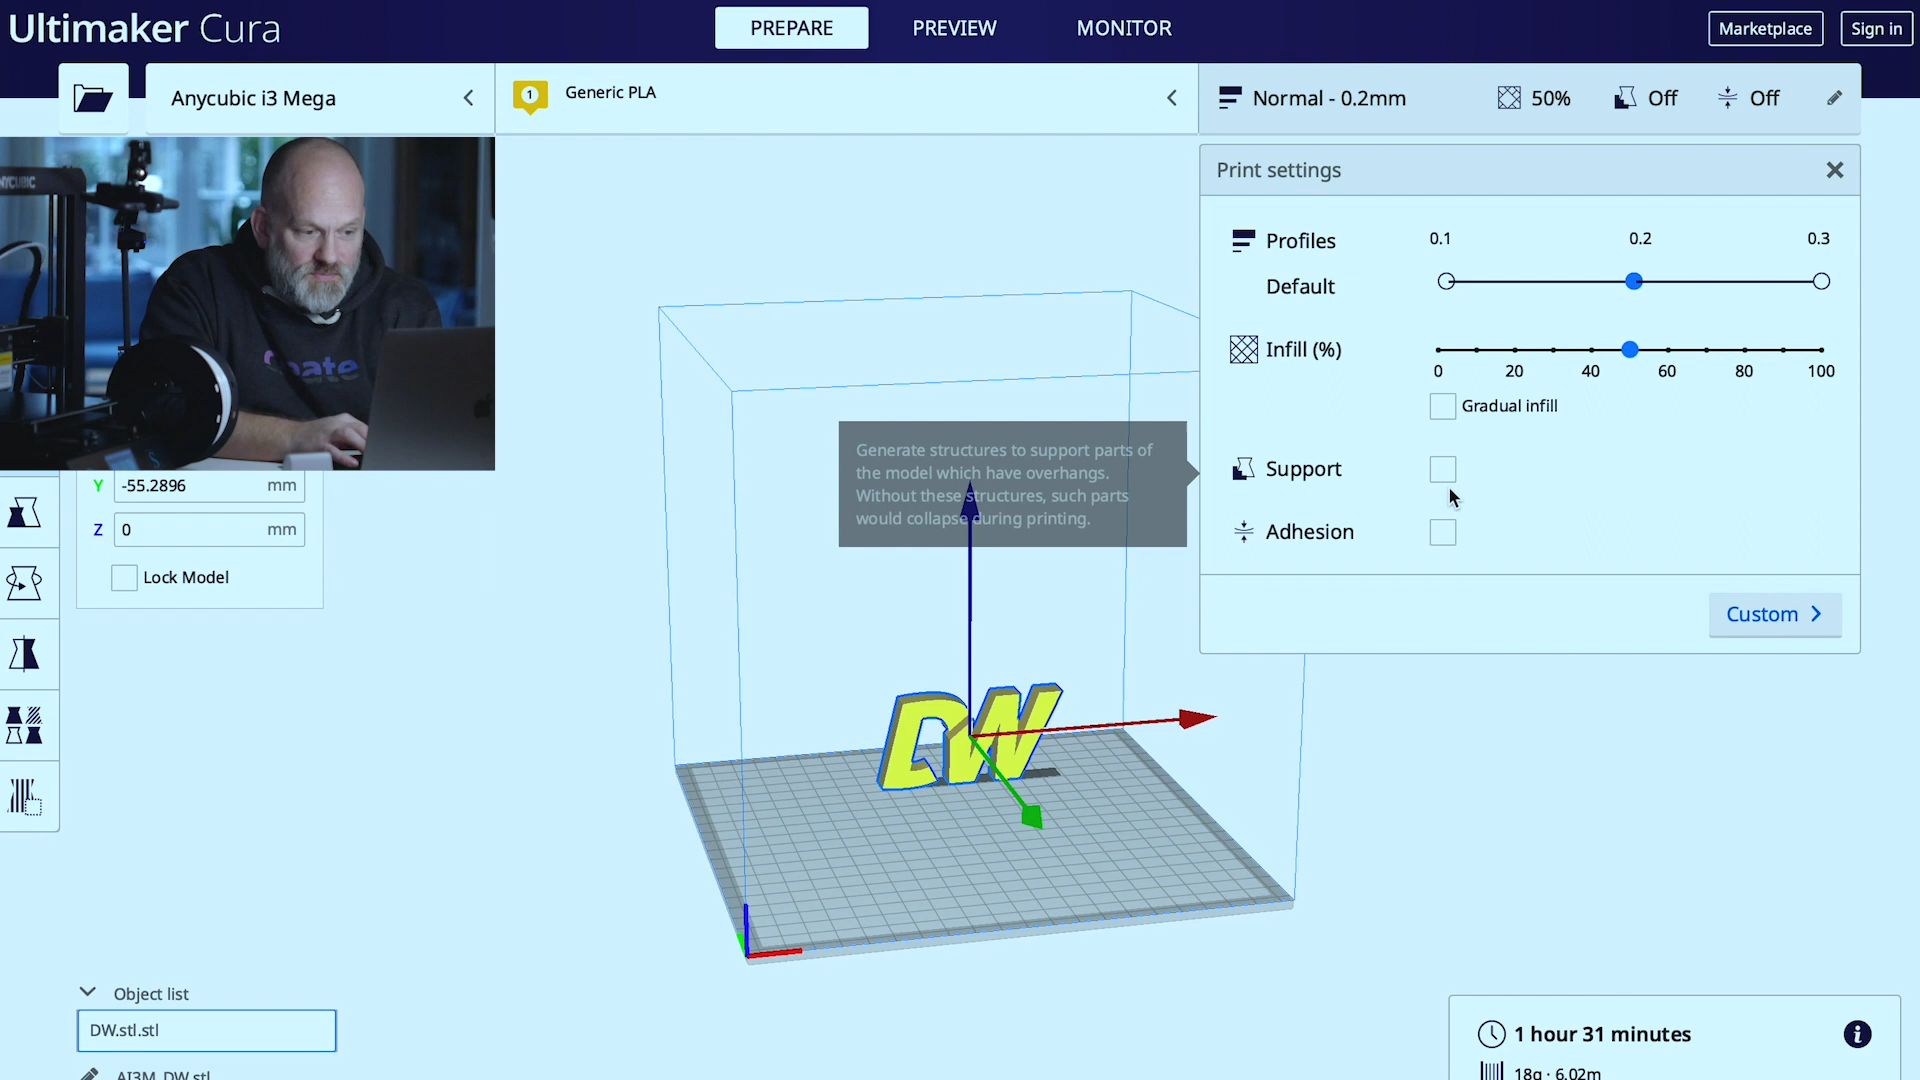 Ultimaker Cura
PREPARE
PREVIEW
MONITOR
Marketplace
Sign in
Anycubic i3 Mega
1
Generic PLA
Normal - 0.2mm
50%
Off
Off
Print settings
Profiles
0.1
0.2
0.3
Default
Infill (%)
0
20
40
60
80
100
Gradual infill
Generate structures to support parts of
the model which have overhangs.
Without these structures, such parts
would collapse during printing.
Support
Adhesion
Custom
Y
-55.2896
mm
Z
0
mm
Lock Model
DW
Object list
DW.stl.stl
AI3M_DW.stl
1 hour 31 minutes
18g · 6.02m